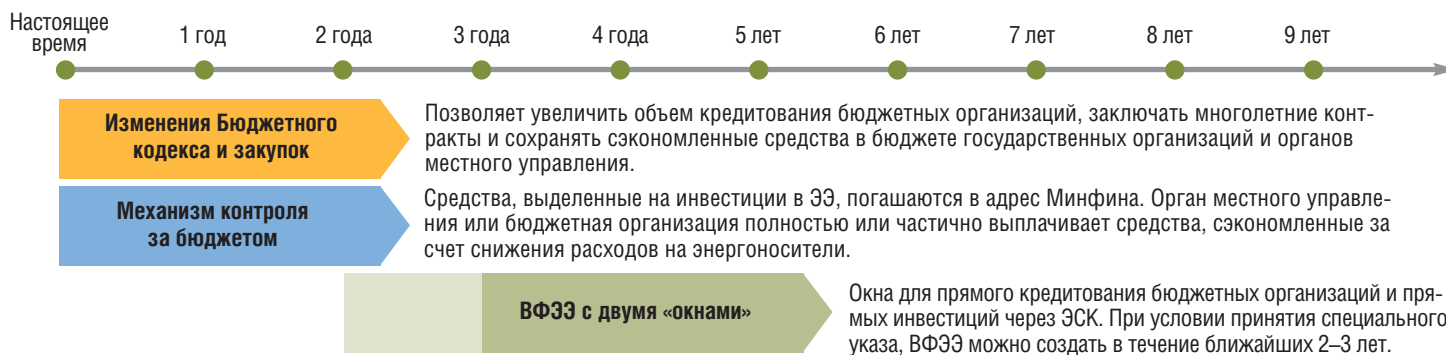 Настоящее
время
1 год
2 года
3 года
4 года
5 лет
6 лет
7 лет
8 лет
9 лет
Изменения Бюджетного
кодекса и закупок
Позволяет увеличить объем кредитования бюджетных организаций, заключать многолетние конт-
ракты и сохранять сэкономленные средства в бюджете государственных организаций и органов
местного управления.
Механизм контроля
за бюджетом
Средства, выделенные на инвестиции в ЭЭ, погашаются в адрес Минфина. Орган местного управле-
ния или бюджетная организация полностью или частично выплачивает средства, сэкономленные за
счет снижения расходов на энергоносители.
ВФЭЭ с двумя «окнами»
Окна для прямого кредитования бюджетных организаций и пря-
мых инвестиций через ЭСК. При условии принятия специального
указа, ВФЭЭ можно создать в течение ближайших 2–3 лет.